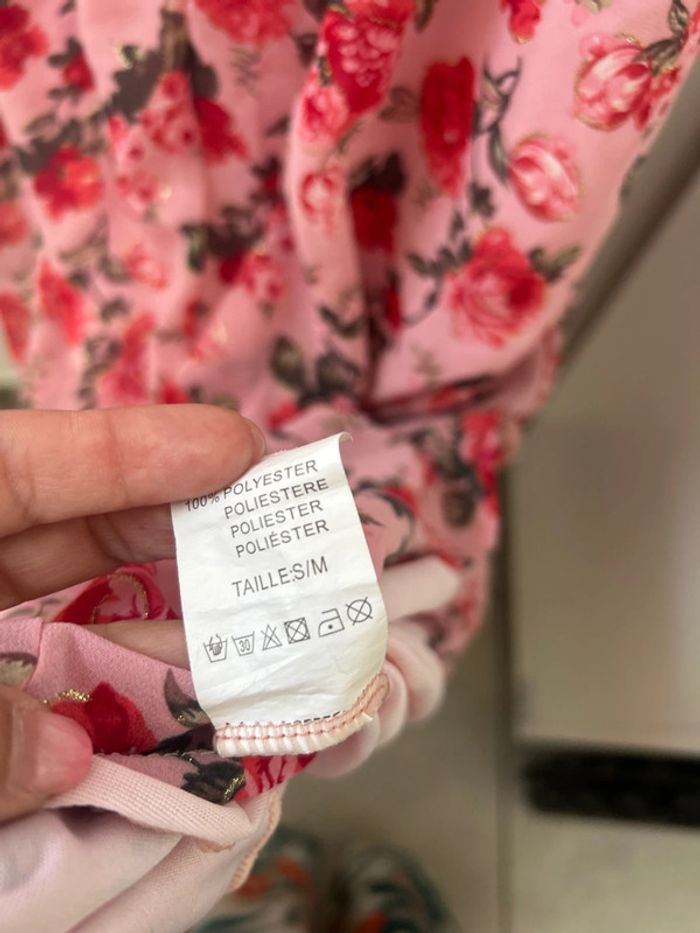 100% POLYESTER
POLIESTERE
POLIESTER
POLIÉSTER
TAILLE:S/M
30